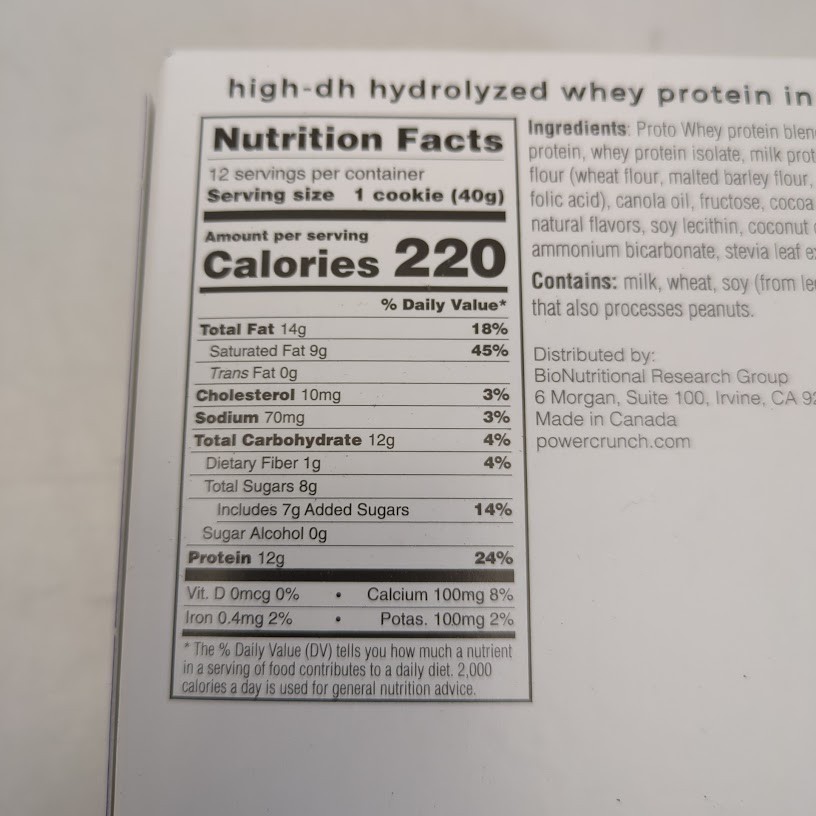 high-dh hydrolyzed whey protein in
Nutrition Facts
12 servings per container
Serving size 1 cookie (40g)
Amount per serving
Calories 220
% Daily Value*
Total Fat 14g 18%
Saturated Fat 9g 45%
Trans Fat 0g
Cholesterol 10mg 3%
Sodium 70mg 3%
Total Carbohydrate 12g 4%
Dietary Fiber 1g 4%
Total Sugars 8g
Includes 7g Added Sugars 14%
Sugar Alcohol 0g
Protein 12g 24%
Vit. D 0mcg 0% • Calcium 100mg 8%
Iron 0.4mg 2% • Potas. 100mg 2%
* The % Daily Value (DV) tells you how much a nutrient
in a serving of food contributes to a daily diet. 2,000
calories a day is used for general nutrition advice.
Ingredients: Proto Whey protein
protein, whey protein isolate, milk
flour (wheat flour, malted barley flour,
folic acid), canola oil, fructose, cocoa
natural flavors, soy lecithin, coconut
ammonium bicarbonate, stevia leaf
Contains: milk, wheat, soy (from
that also processes peanuts.
Distributed by:
BioNutritional Research Group
6 Morgan, Suite 100, Irvine, CA
Made in Canada
powercrunch.com